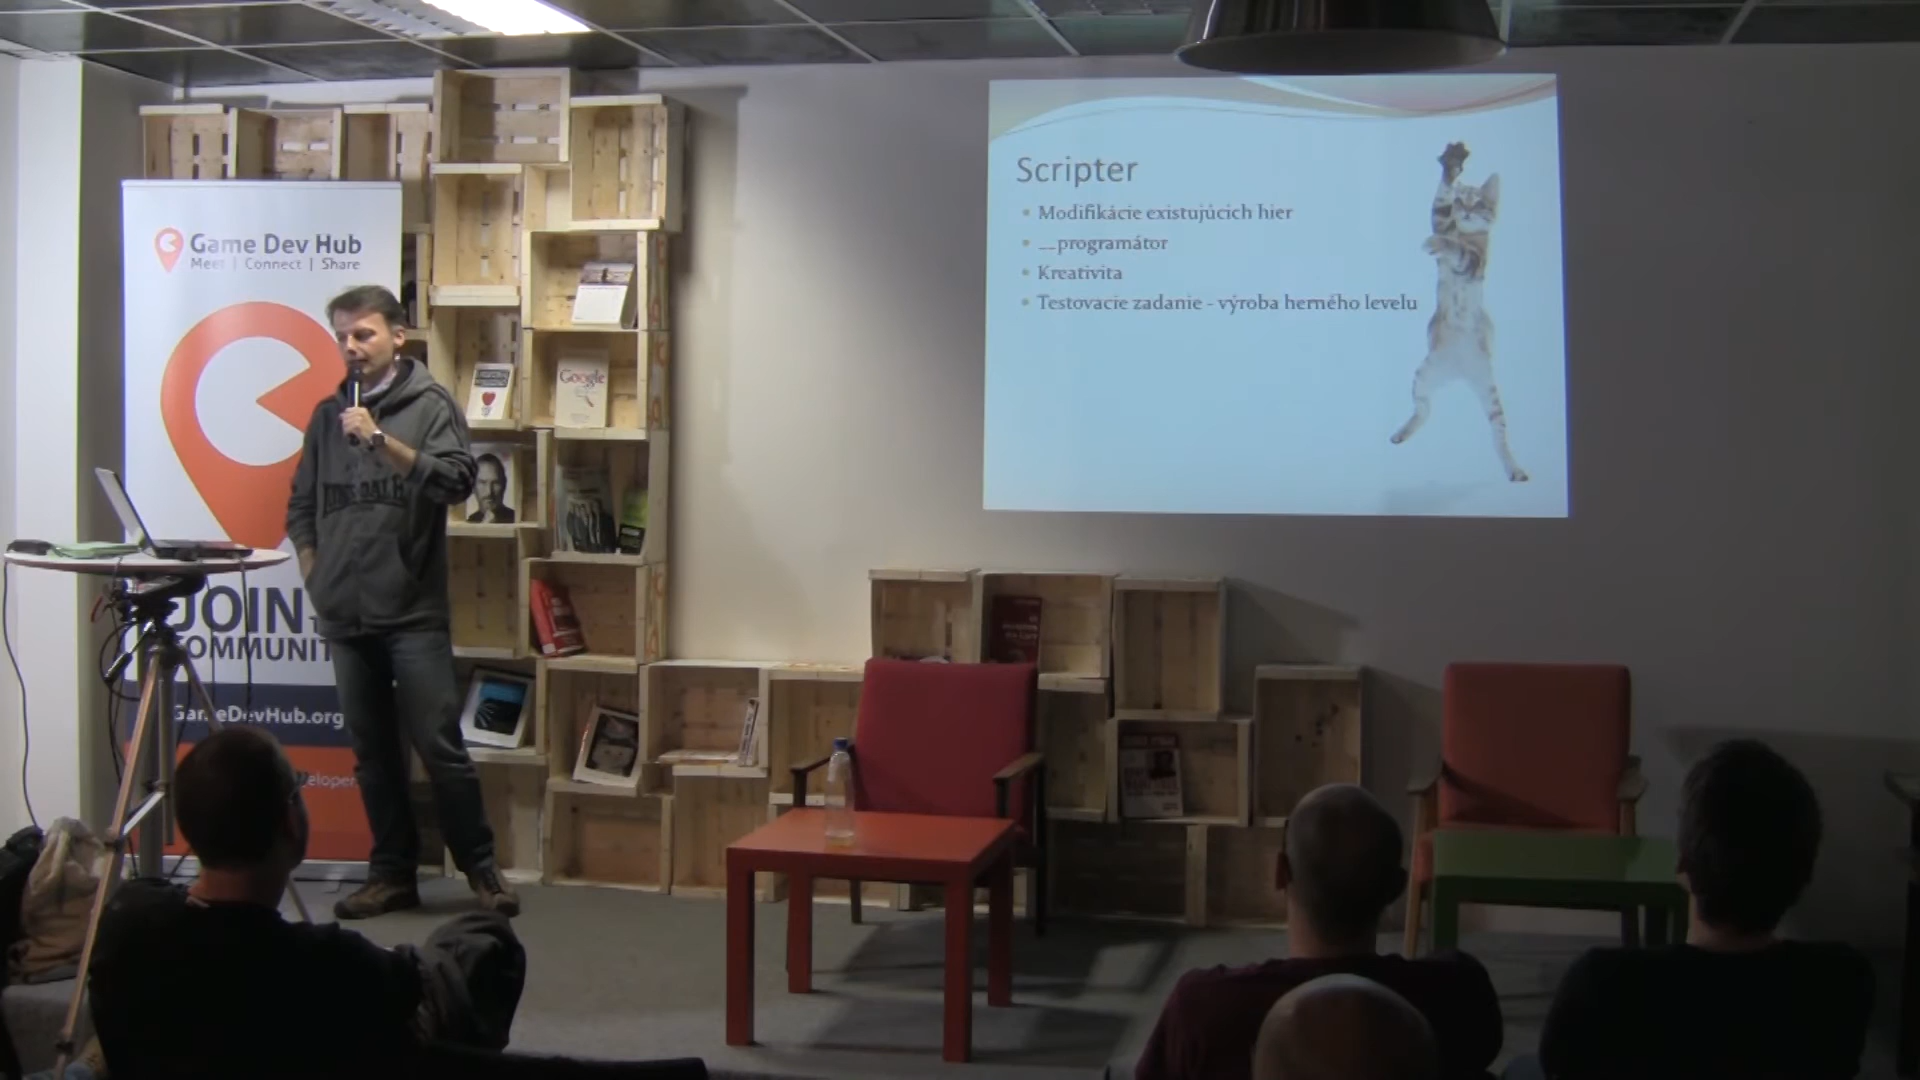 Game Dev Hub
Meet | Connect | Share
JOIN
COMMUNIT
GameDevHub.org
Google
Scripter
Modifikácie existujúcich hier
__programátor
Kreativita
Testovacie zadanie - výroba herného levelu